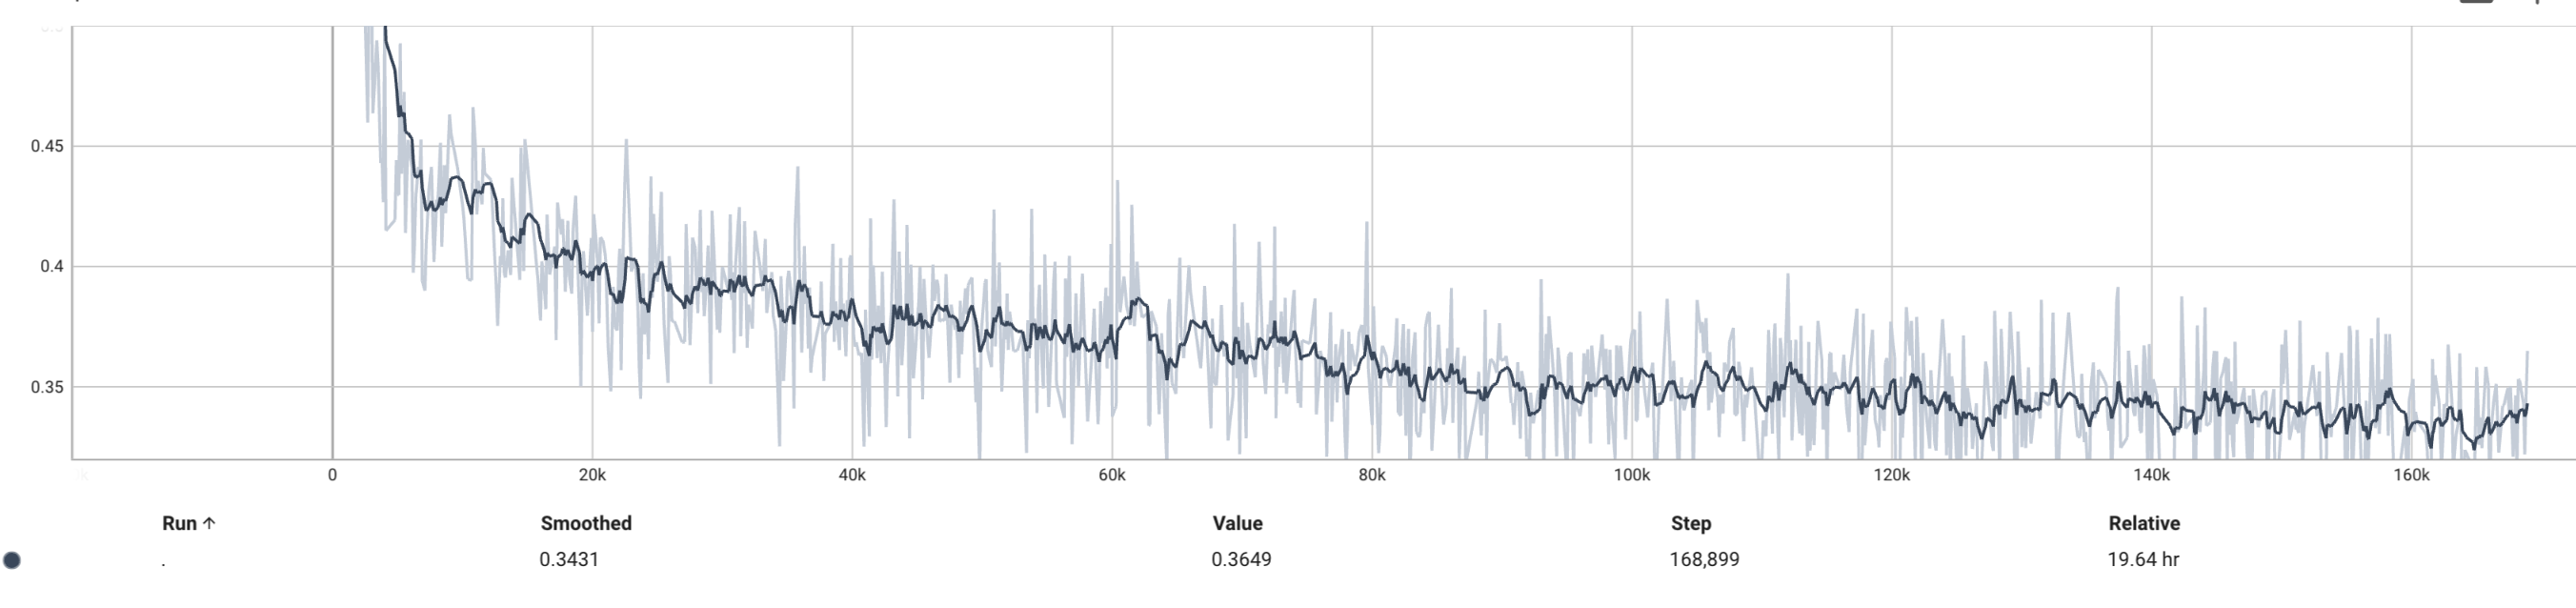 0.45
0.4
0.35
0 20k 40k 60k 80k 100k 120k 140k 160k
Run ↑ Smoothed Value Step Relative
. 0.3431 0.3649 168,899 19.64 hr